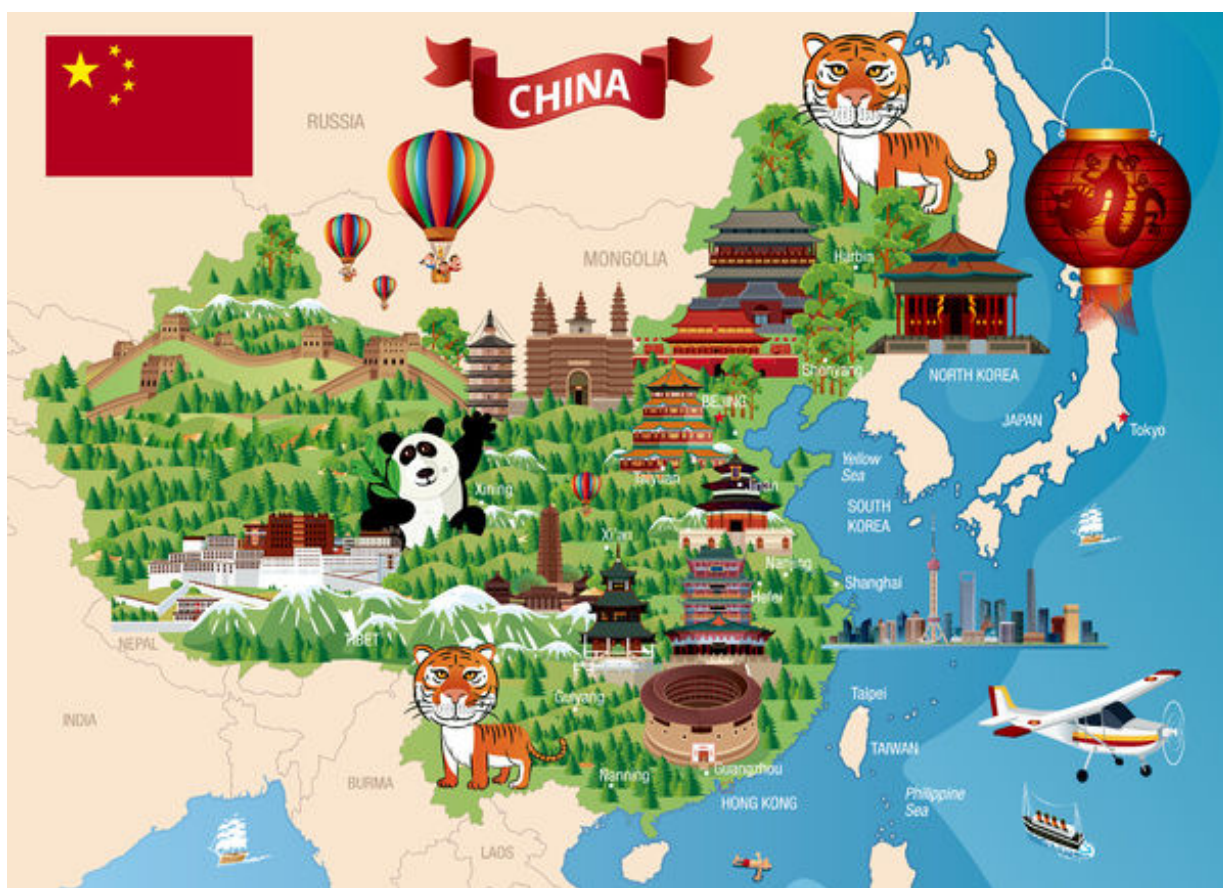 CHINA
RUSSIA
MONGOLIA
Harbin
Shenyang
NORTH KOREA
BEIJING
JAPAN
Tokyo
Taiyuan
Jinan
Yellow
Sea
Xining
SOUTH
KOREA
Xi'an
Nanjing
Hefei
Shanghai
NEPAL
TIBET
INDIA
Guiyang
Taipei
TAIWAN
BURMA
Nanning
Guangzhou
HONG KONG
Philippine
Sea
LAOS